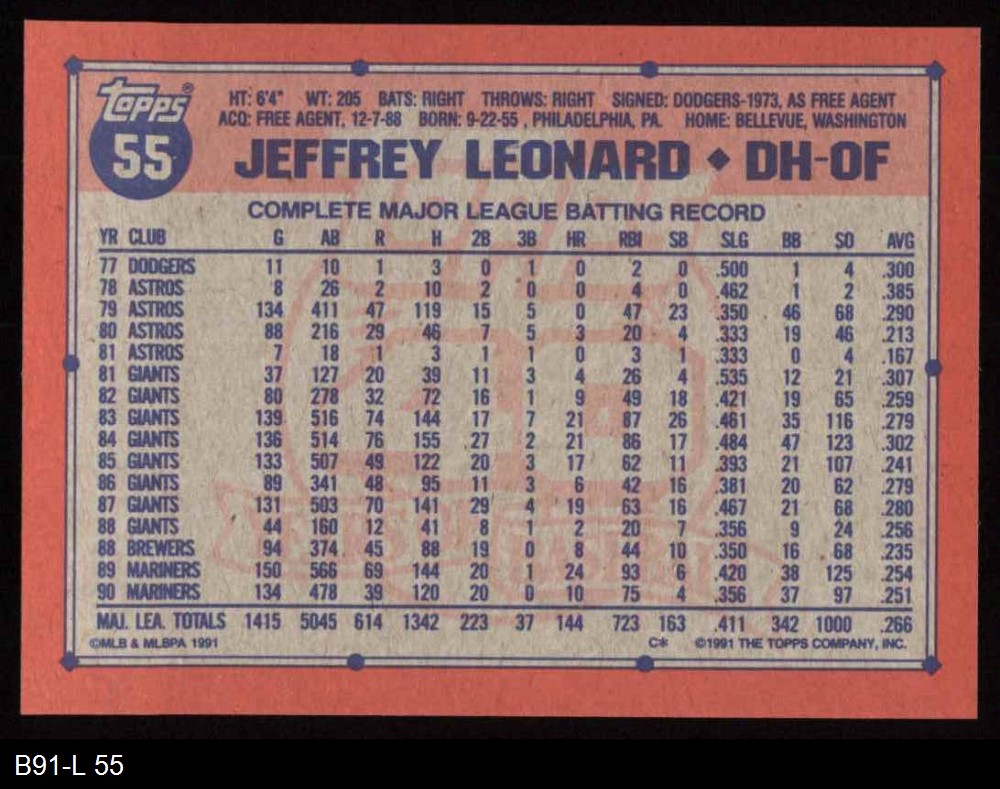 Topps®
55
HT: 6'4" WT: 205 BATS: RIGHT THROWS: RIGHT SIGNED: DODGERS-1973, AS FREE AGENT
ACQ: FREE AGENT, 12-7-88 BORN: 9-22-55 , PHILADELPHIA, PA. HOME: BELLEVUE, WASHINGTON
JEFFREY LEONARD ◆ DH-OF
COMPLETE MAJOR LEAGUE BATTING RECORD
YR CLUB G AB R H 2B 3B HR RBI SB SLG BB SO AVG
77 DODGERS 11 10 1 3 0 1 0 2 0 .500 1 4 .300
78 ASTROS 8 26 2 10 2 0 0 4 0 .462 1 2 .385
79 ASTROS 134 411 47 119 15 5 0 47 23 .350 46 68 .290
80 ASTROS 88 216 29 46 7 5 3 20 4 .333 19 46 .213
81 ASTROS 7 18 1 3 1 1 0 3 1 .333 0 4 .167
81 GIANTS 37 127 20 39 11 3 4 26 4 .535 12 21 .307
82 GIANTS 80 278 32 72 16 1 9 49 18 .421 19 65 .259
83 GIANTS 139 516 74 144 17 7 21 87 26 .461 35 116 .279
84 GIANTS 136 514 76 155 27 2 21 86 17 .484 47 123 .302
85 GIANTS 133 507 49 122 20 3 17 62 11 .393 21 107 .241
86 GIANTS 89 341 48 95 11 3 6 42 16 .381 20 62 .279
87 GIANTS 131 503 70 141 29 4 19 63 16 .467 21 68 .280
88 GIANTS 44 160 12 41 8 1 2 20 7 .356 9 24 .256
88 BREWERS 94 374 45 88 19 0 8 44 10 .350 16 68 .235
89 MARINERS 150 566 69 144 20 1 24 93 6 .420 38 125 .254
90 MARINERS 134 478 39 120 20 0 10 75 4 .356 37 97 .251
MAJ. LEA. TOTALS 1415 5045 614 1342 223 37 144 723 163 .411 342 1000 .266
©MLB & MLBPA 1991 C* ©1991 THE TOPPS COMPANY, INC.
B91-L 55